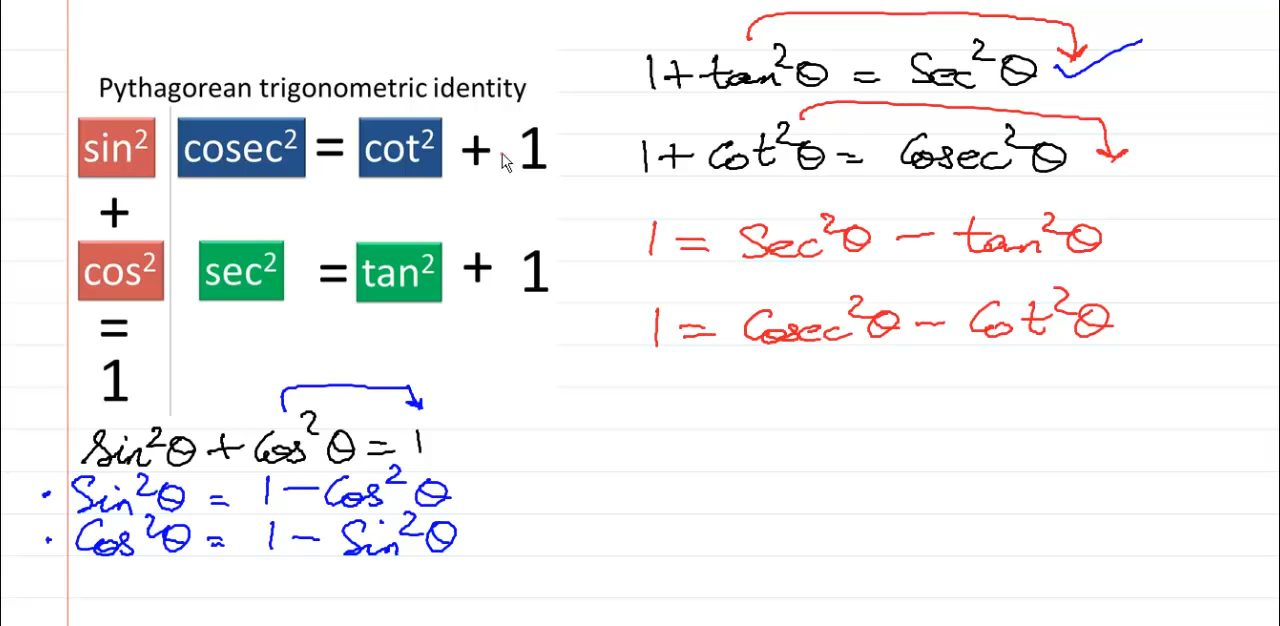 Pythagorean trigonometric identity
sin² cosec² = cot² + 1
+
cos² sec² = tan² + 1
=
1
sin²θ + Cos²θ = 1
• Sin²θ = 1 – Cos²θ
• Cos²θ = 1 – Sin²θ
1 + tan²θ = Sec²θ
1 + Cot²θ = Cosec²θ
1 = Sec²θ – tan²θ
1 = Cosec²θ – Cot²θ